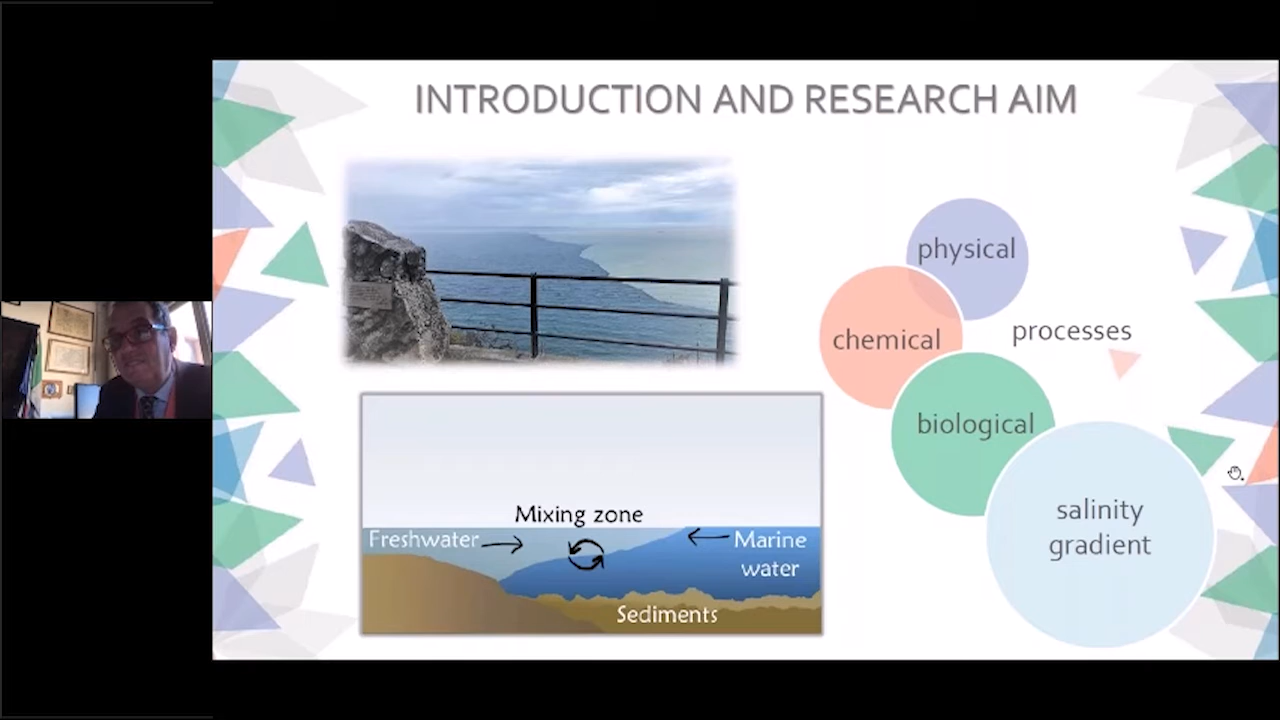 INTRODUCTION AND RESEARCH AIM
physical
chemical
processes
biological
salinity
gradient
Mixing zone
Freshwater
Marine
water
Sediments